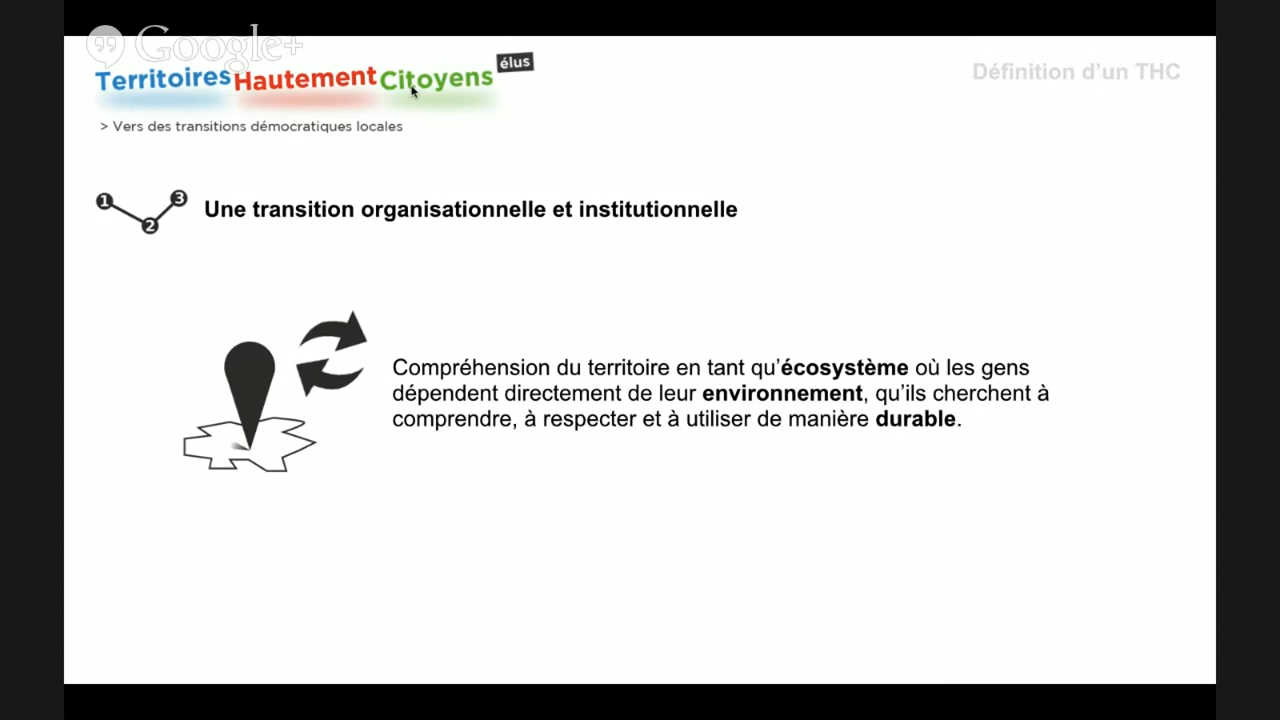 Google+
Territoires Hautement Citoyens élus
Définition d'un THC
> Vers des transitions démocratiques locales
1 2 3
Une transition organisationnelle et institutionnelle
Compréhension du territoire en tant qu'écosystème où les gens
dépendent directement de leur environnement, qu'ils cherchent à
comprendre, à respecter et à utiliser de manière durable.